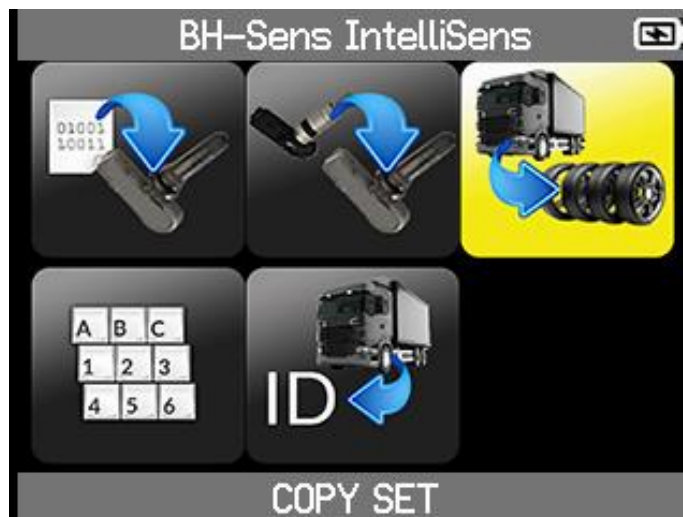 BH-Sens IntelliSens
01001
10011
A B C
1 2 3
4 5 6
ID
COPY SET